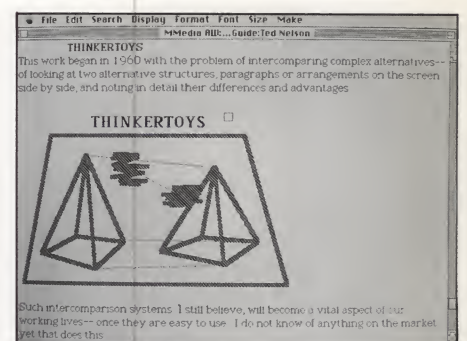 File Edit Search Display Format Font Size Make
MMedia AW:...Guide:Ted Nelson
THINKERTOYS
This work began in 1960 with the problem of intercomparing complex alternatives--
of looking at two alternative structures, paragraphs or arrangements on the screen
side by side, and noting in detail their differences and advantages
THINKERTOYS
Such intercomparison systems I still believe, will become a vital aspect of our
working lives-- once they are easy to use I do not know of anything on the market
yet that does this